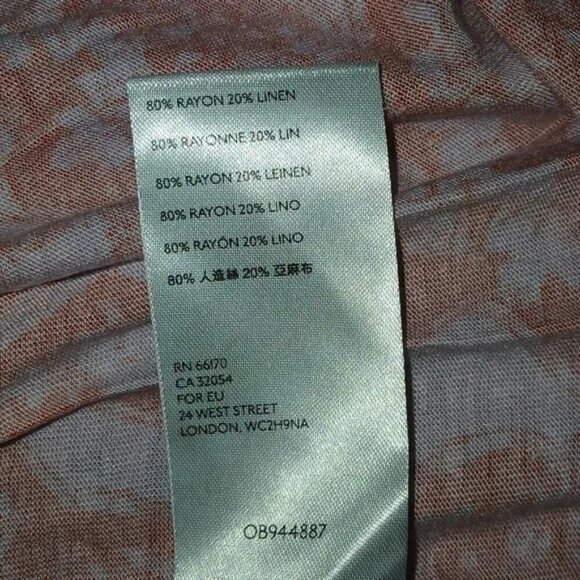 80% RAYON 20% LINEN
80% RAYONNE 20% LIN
80% RAYON 20% LEINEN
80% RAYON 20% LINO
80% RAYÓN 20% LINO
80% 人造絲 20% 亞麻布
RN 66170
CA 32054
FOR EU
24 WEST STREET
LONDON, WC2H9NA
OB944887